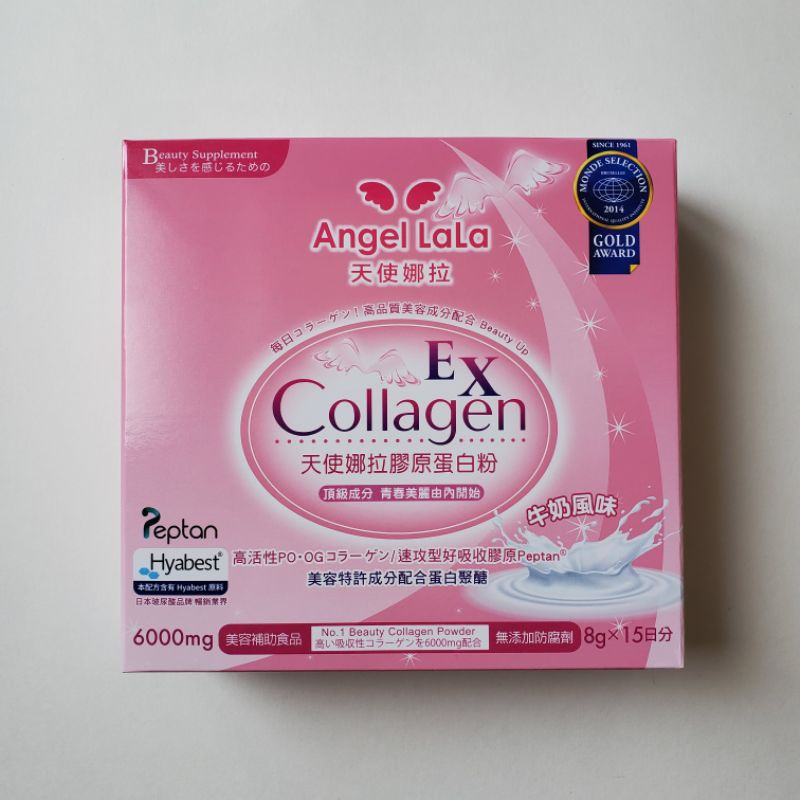 Beauty Supplement
美しさを感じるための
SINCE 1961
MONDE SELECTION
BRUXELLES
2014
INTERNATIONAL QUALITY INSTITUTE
GOLD
AWARD
Angel LaLa
天使娜拉
每日コラーゲン!高品質美容成分配合 Beauty Up
EX
Collagen
天使娜拉膠原蛋白粉
頂級成分 青春美麗由內開始
牛奶風味
Peptan
Hyabest®
本配方含有 Hyabest 原料
日本玻尿酸品牌 暢銷業界
高活性PO·OGコラーゲン/速攻型好吸收膠原Peptan®
美容特許成分配合蛋白聚醣
6000mg
美容補助食品
No.1 Beauty Collagen Powder
高い吸収性コラーゲンを6000mg配合
無添加防腐劑
8g×15日分